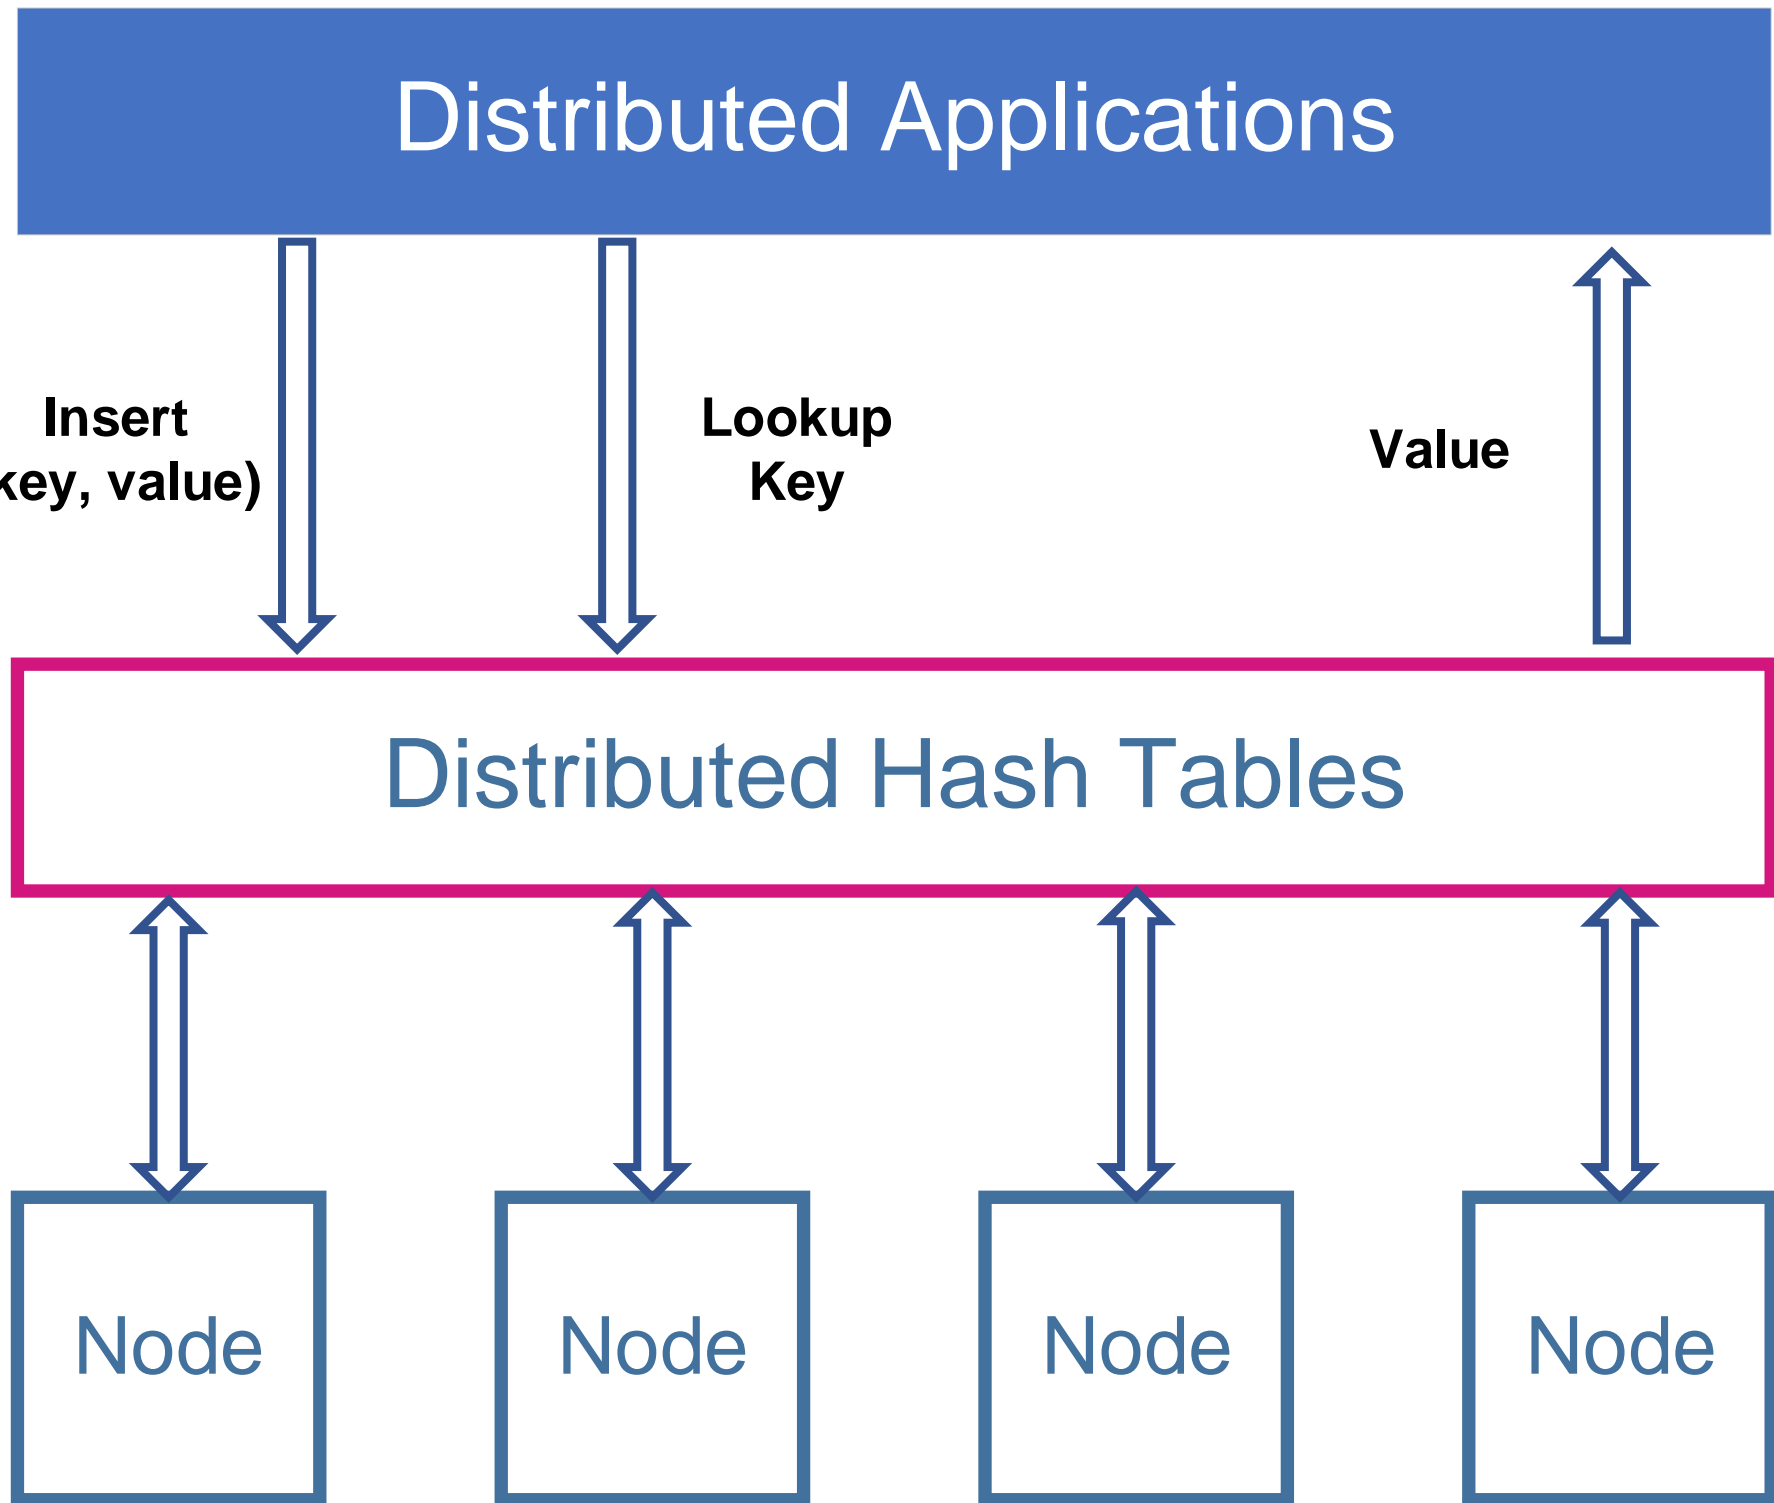 Distributed Applications
Insert
key, value)
Lookup
Key
Value
Distributed Hash Tables
Node
Node
Node
Node